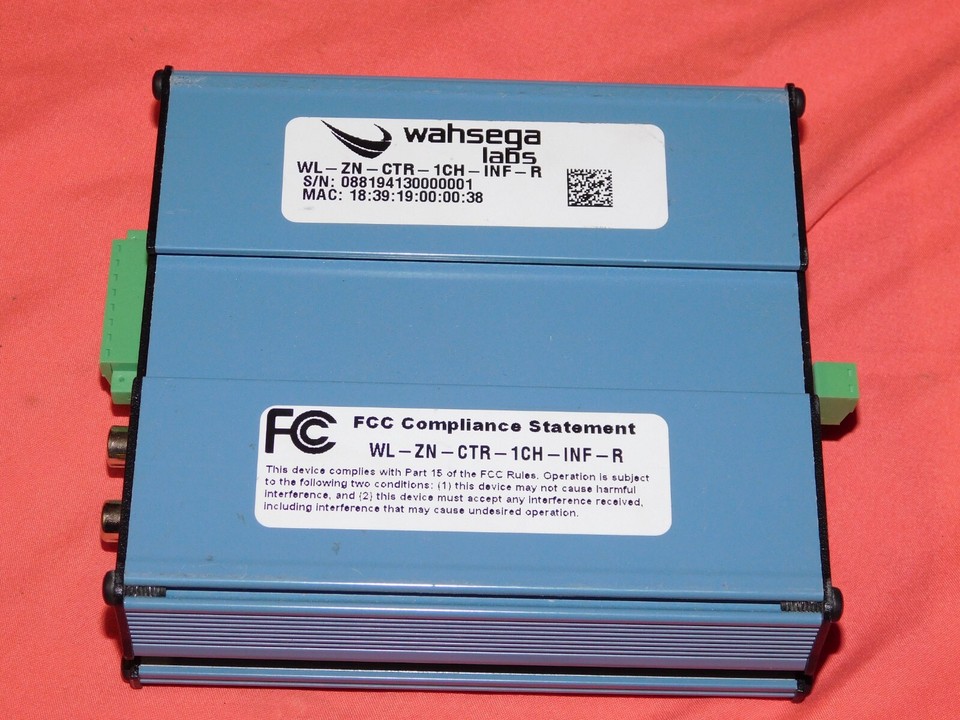 wahsega
labs
WL-ZN-CTR-1CH-INF-R
S/N: 088194130000001
MAC: 18:39:19:00:00:38
FCC FCC Compliance Statement
WL-ZN-CTR-1CH-INF-R
This device complies with Part 15 of the FCC Rules. Operation is subject
to the following two conditions: (1) this device may not cause harmful
interference, and (2) this device must accept any interference received,
including interference that may cause undesired operation.